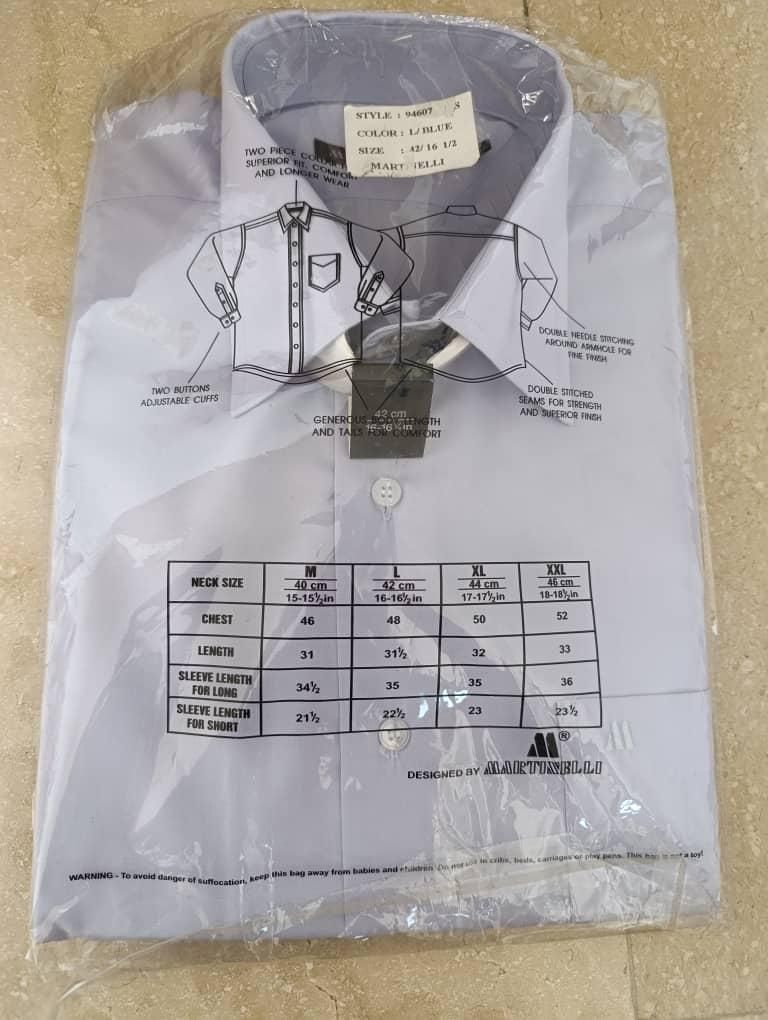 STYLE : 94607 S
COLOR : L/ BLUE
SIZE : 42/ 16 1/2
MARTINELLI
TWO PIECE COLLAR
SUPERIOR FIT, COMFORT
AND LONGER WEAR
DOUBLE NEEDLE STITCHING
AROUND ARMHOLE FOR
FINE FINISH
TWO BUTTONS
ADJUSTABLE CUFFS
DOUBLE STITCHED
SEAMS FOR STRENGTH
AND SUPERIOR FINISH
42 cm
16-16½in
GENEROUS BODY LENGTH
AND TAILS FOR COMFORT
NECK SIZE M 40 cm 15-15½in L 42 cm 16-16½in XL 44 cm 17-17½in XXL 46 cm 18-18½in
CHEST 46 48 50 52
LENGTH 31 31½ 32 33
SLEEVE LENGTH FOR LONG 34½ 35 35 36
SLEEVE LENGTH FOR SHORT 21½ 22½ 23 23½
DESIGNED BY MARTINELLI ®
WARNING - To avoid danger of suffocation, keep this bag away from babies and children. Do not use in cribs, beds, carriages or play pens. This bag is not a toy!